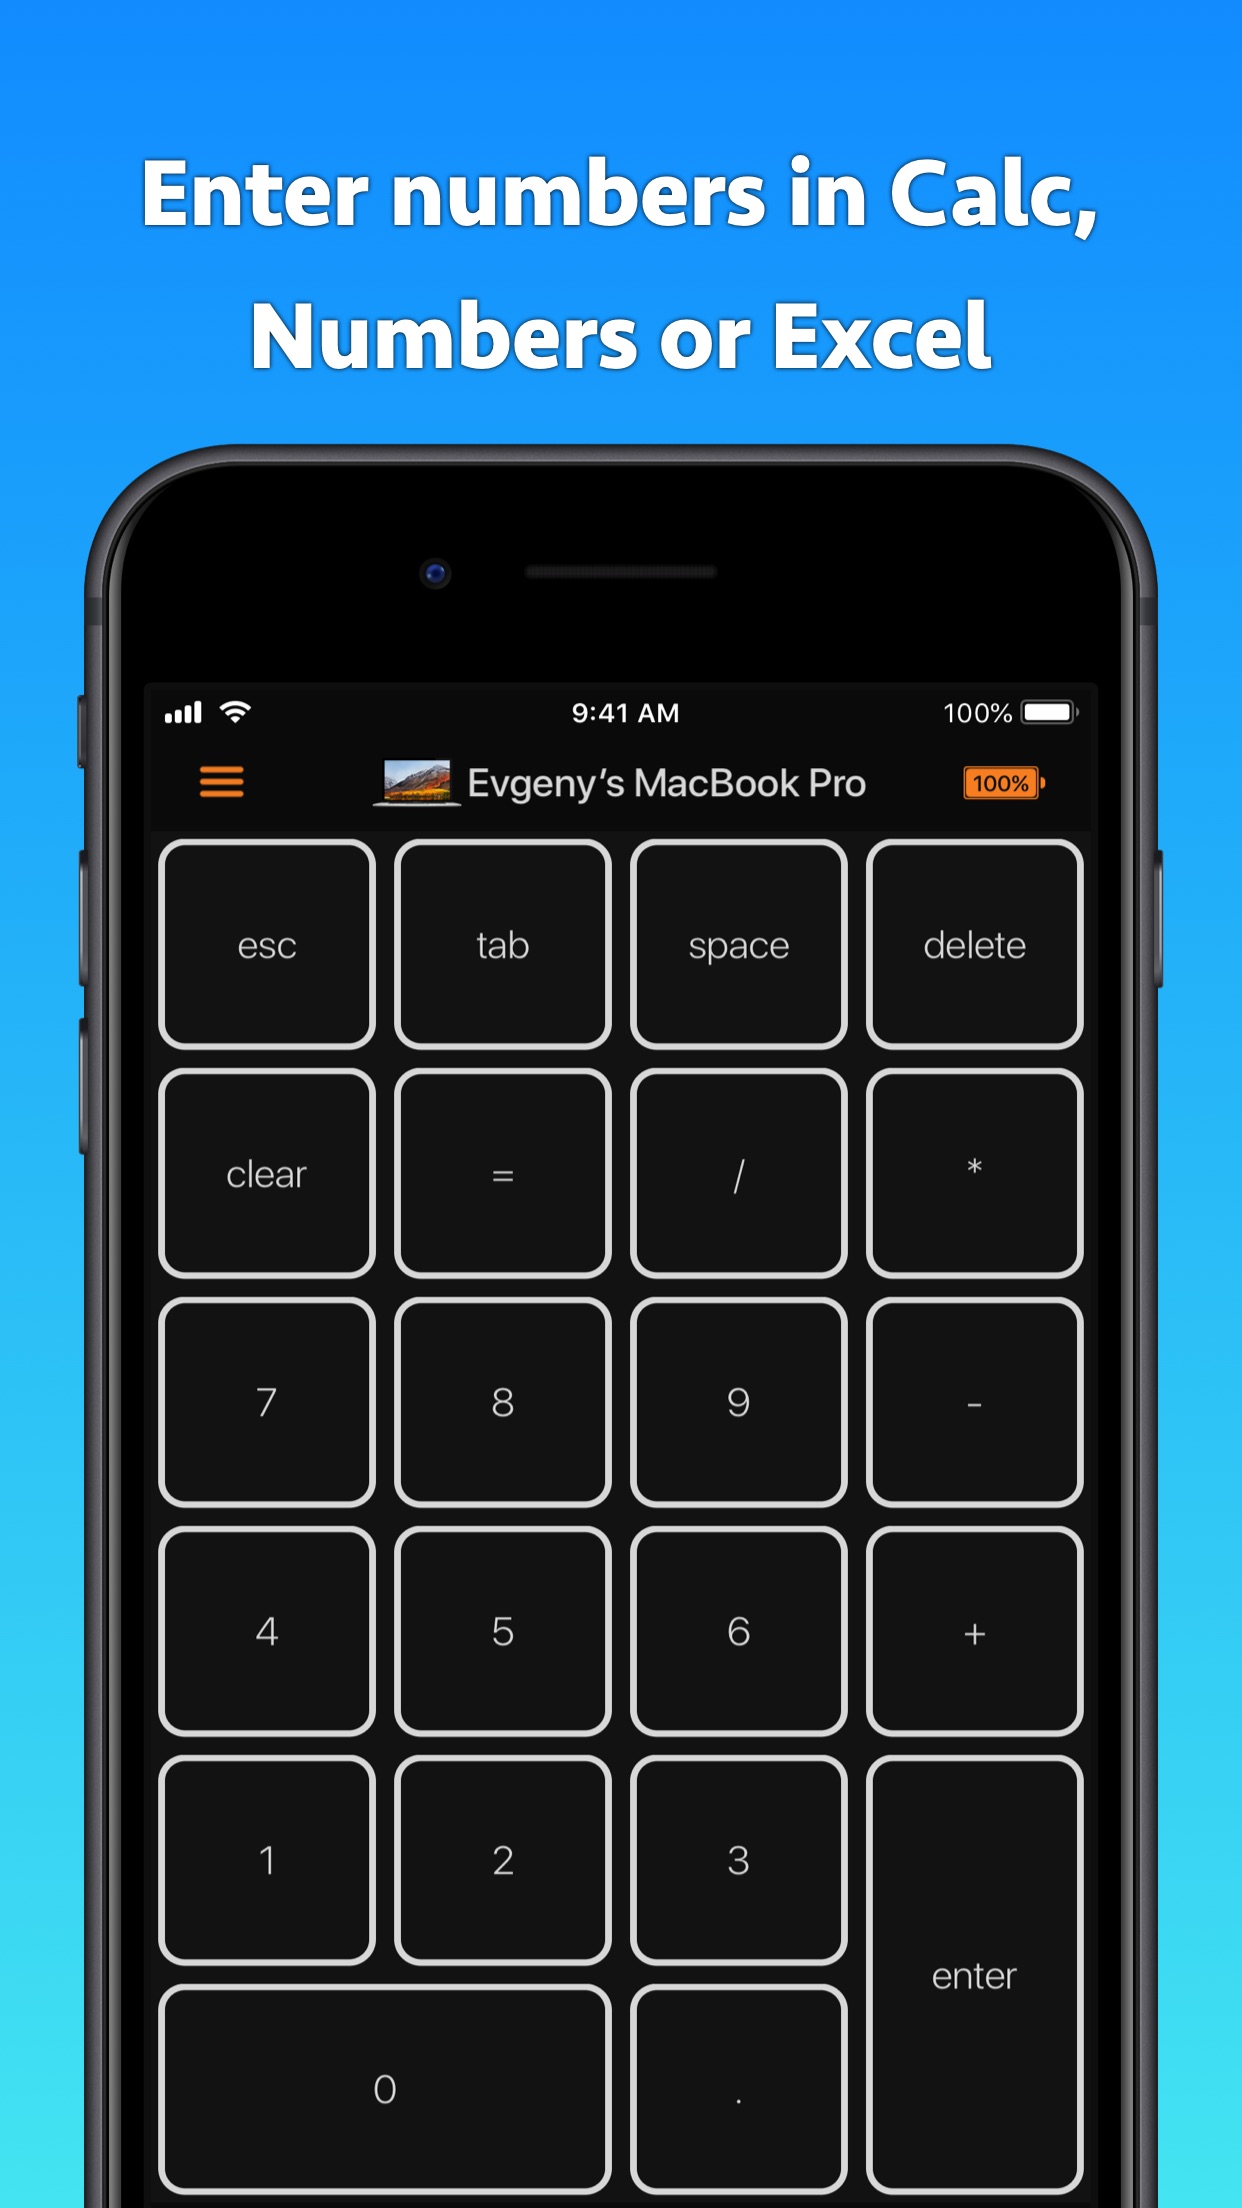 Enter numbers in Calc,
Numbers or Excel
9:41 AM 100%
Evgeny’s MacBook Pro 100%
esc tab space delete
clear = / *
7 8 9 -
4 5 6 +
1 2 3
enter
0 .